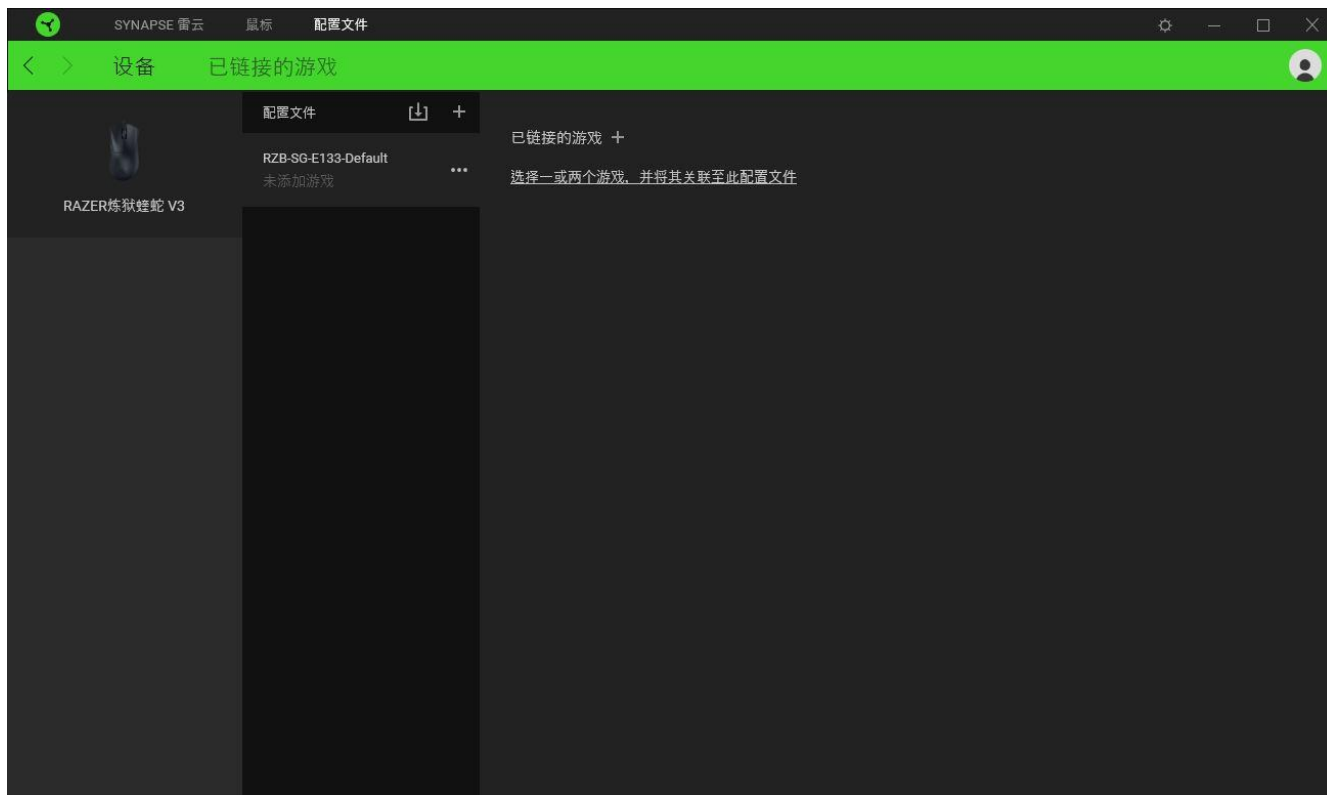 SYNAPSE 雷云 鼠标 配置文件
设备 已链接的游戏
RAZER炼狱蝰蛇 V3
配置文件
RZB-SG-E133-Default
未添加游戏
已链接的游戏 +
选择一或两个游戏，并将其关联至此配置文件